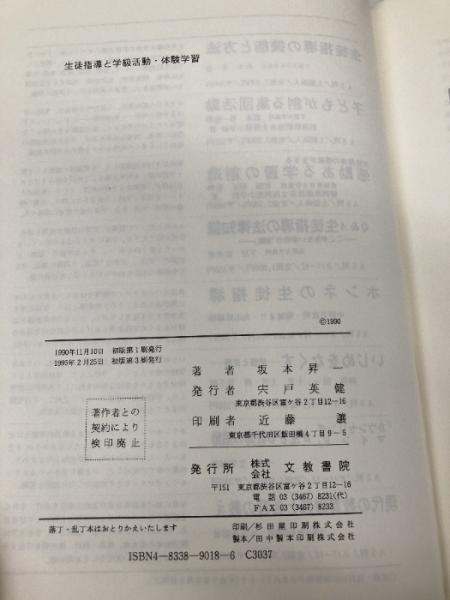 生徒指導と学級活動・体験学習
©1990
1990年11月10日 初版第1刷発行
1995年2月25日 初版第3刷発行
著者 坂本昇一
発行者 宍戸英健
東京都渋谷区富ケ谷2丁目12−16
印刷者 近藤讓
東京都千代田区飯田橋4丁目9−5
著作者との
契約により
検印廃止
発行所 株式会社 文教書院
〒151 東京都渋谷区富ケ谷2丁目12−16
電話 03 (3467) 8231(代)
FAX 03 (3467) 8233
落丁・乱丁本はおとりかえいたします
印刷/杉田屋印刷株式会社
製本/田中製本印刷株式会社
ISBN4−8338−9018−6 C3037